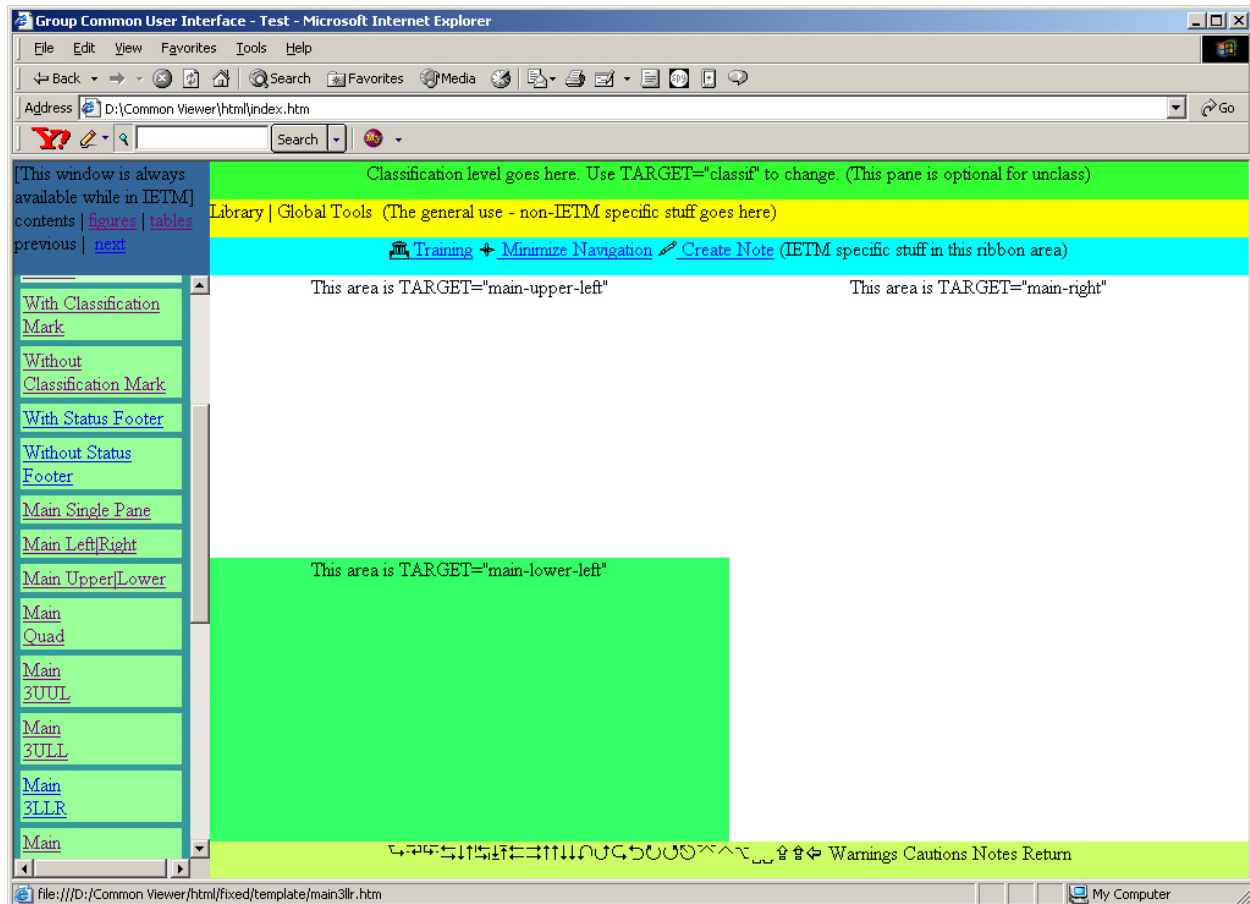 Group Common User Interface - Test - Microsoft Internet Explorer
File Edit View Favorites Tools Help
Back Search Favorites Media
Address D:\Common Viewer\html\index.htm Go
Y! Search
[This window is always
available while in IETM]
contents | figures | tables
previous | next
Classification level goes here. Use TARGET="classif" to change. (This pane is optional for unclass)
Library | Global Tools (The general use - non-IETM specific stuff goes here)
Training Minimize Navigation Create Note (IETM specific stuff in this ribbon area)
With Classification
Mark
Without
Classification Mark
With Status Footer
Without Status
Footer
Main Single Pane
Main Left|Right
Main Upper|Lower
Main
Quad
Main
3UUL
Main
3ULL
Main
3LLR
Main
This area is TARGET="main-upper-left"
This area is TARGET="main-right"
This area is TARGET="main-lower-left"
Warnings Cautions Notes Return
file:///D:/Common Viewer/html/fixed/template/main3llr.htm My Computer